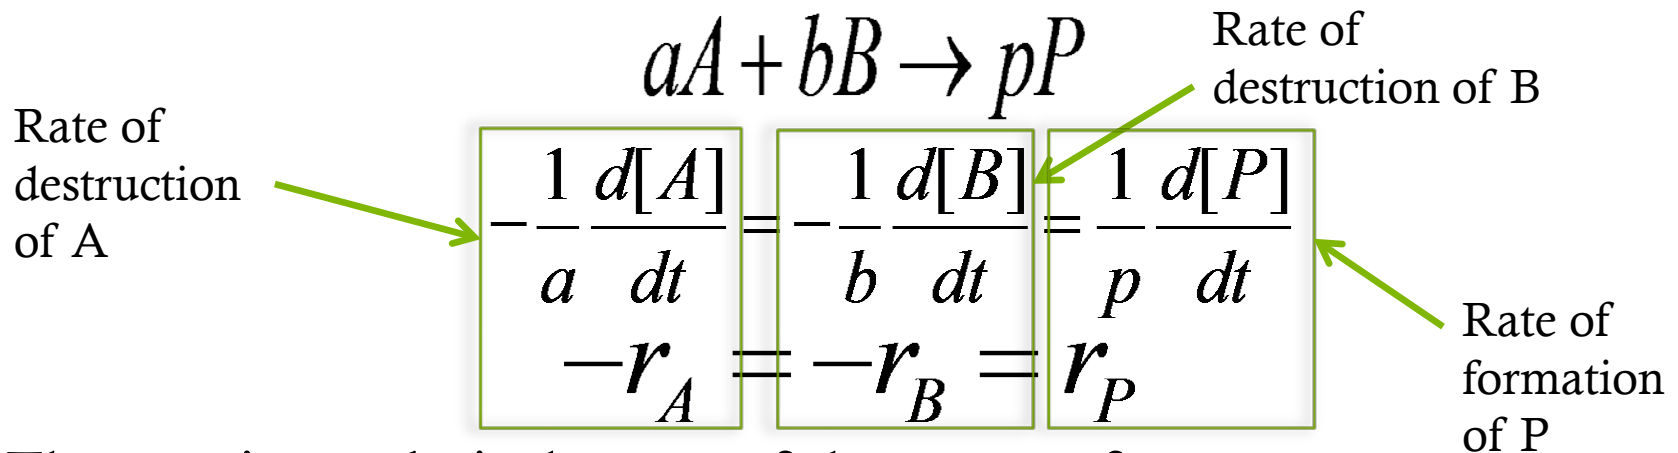 aA + bB → pP
Rate of
destruction of B
Rate of
destruction
of A
-1/a d[A]/dt = -1/b d[B]/dt = 1/p d[P]/dt
-r_A = -r_B = r_P
Rate of
formation
of P